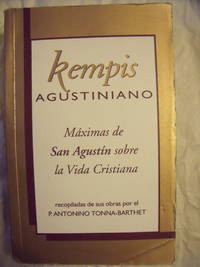 kempis
AGUSTINIANO
Máximas de
San Agustín sobre
la Vida Cristiana
recopiladas de sus obras por el
P. ANTONINO TONNA-BARTHET